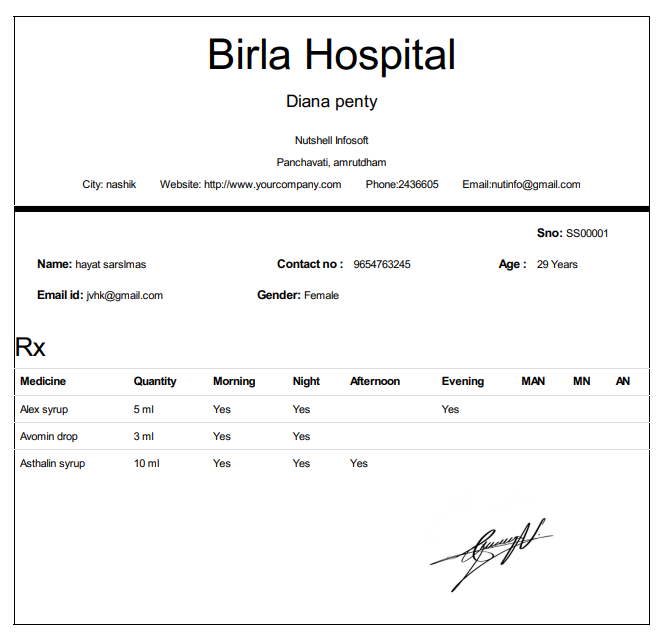 Birla Hospital
Diana penty
Nutshell Infosoft
Panchavati, amrutdham
City: nashik Website: http://www.yourcompany.com Phone:2436605 Email:nutinfo@gmail.com
Sno: SS00001
Name: hayat sarslmas Contact no : 9654763245 Age : 29 Years
Email id: jvhk@gmail.com Gender: Female
Rx
Medicine Quantity Morning Night Afternoon Evening MAN MN AN
Alex syrup 5 ml Yes Yes Yes
Avomin drop 3 ml Yes Yes
Asthalin syrup 10 ml Yes Yes Yes